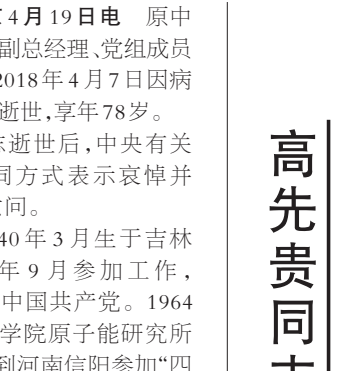 4月19日电 原中
副总经理、党组成员
2018年4月7日因病
逝世,享年78岁。
逝世后,中央有关
同方式表示哀悼并
问。
40年3月生于吉林
年9月参加工作,
中国共产党。1964
学院原子能研究所
到河南信阳参加“四
高先贵同